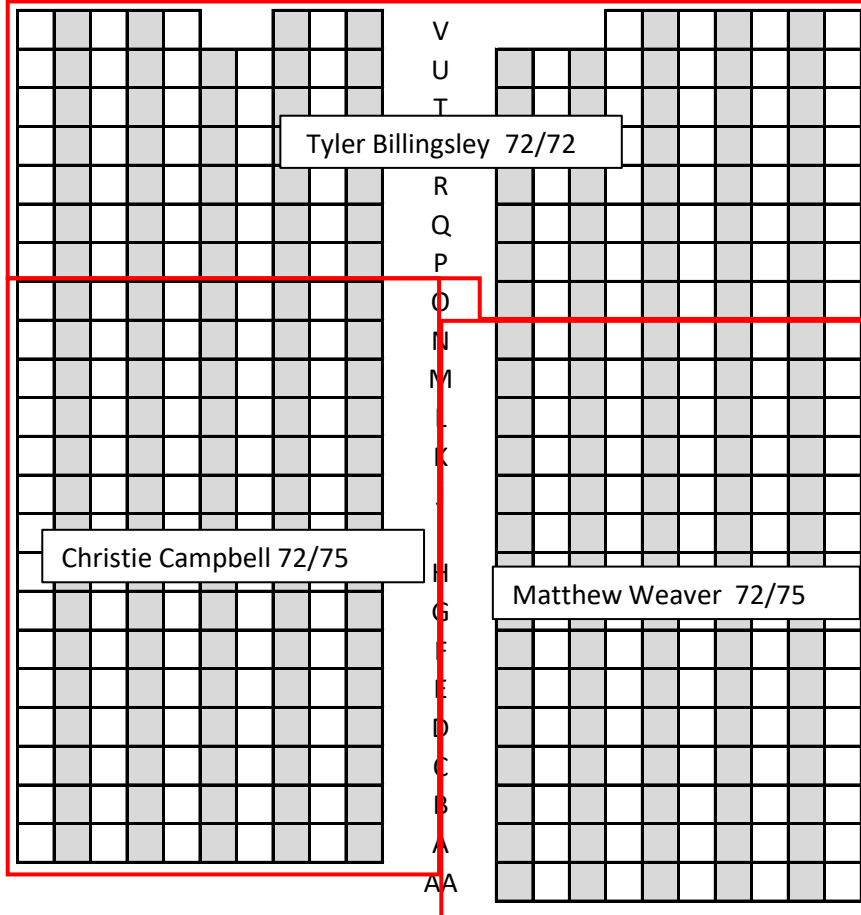 V
U
T
Tyler Billingsley 72/72
R
Q
P
O
N
M
L
K
Christie Campbell 72/75
H
Matthew Weaver 72/75
G
F
E
D
C
B
A
AA